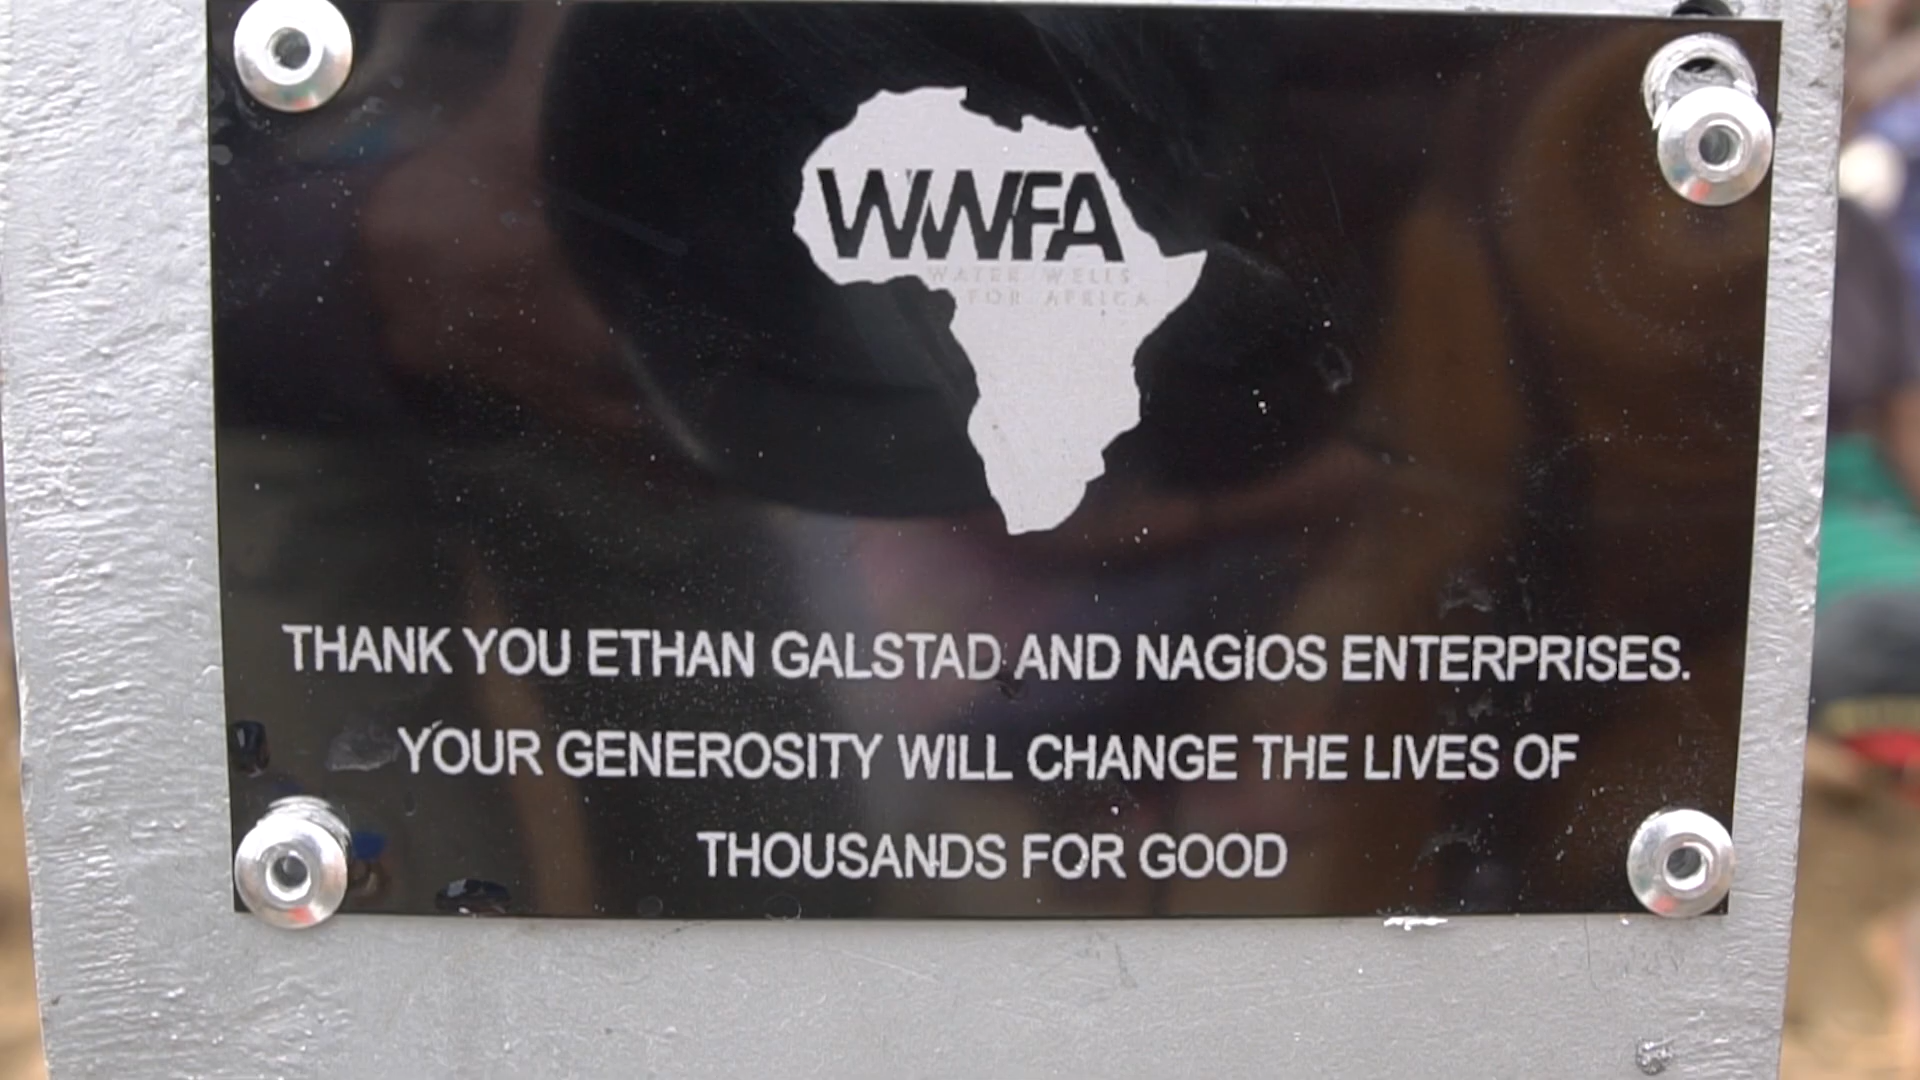 WWFA
WATER WELLS
FOR AFRICA
THANK YOU ETHAN GALSTAD AND NAGIOS ENTERPRISES.
YOUR GENEROSITY WILL CHANGE THE LIVES OF
THOUSANDS FOR GOOD